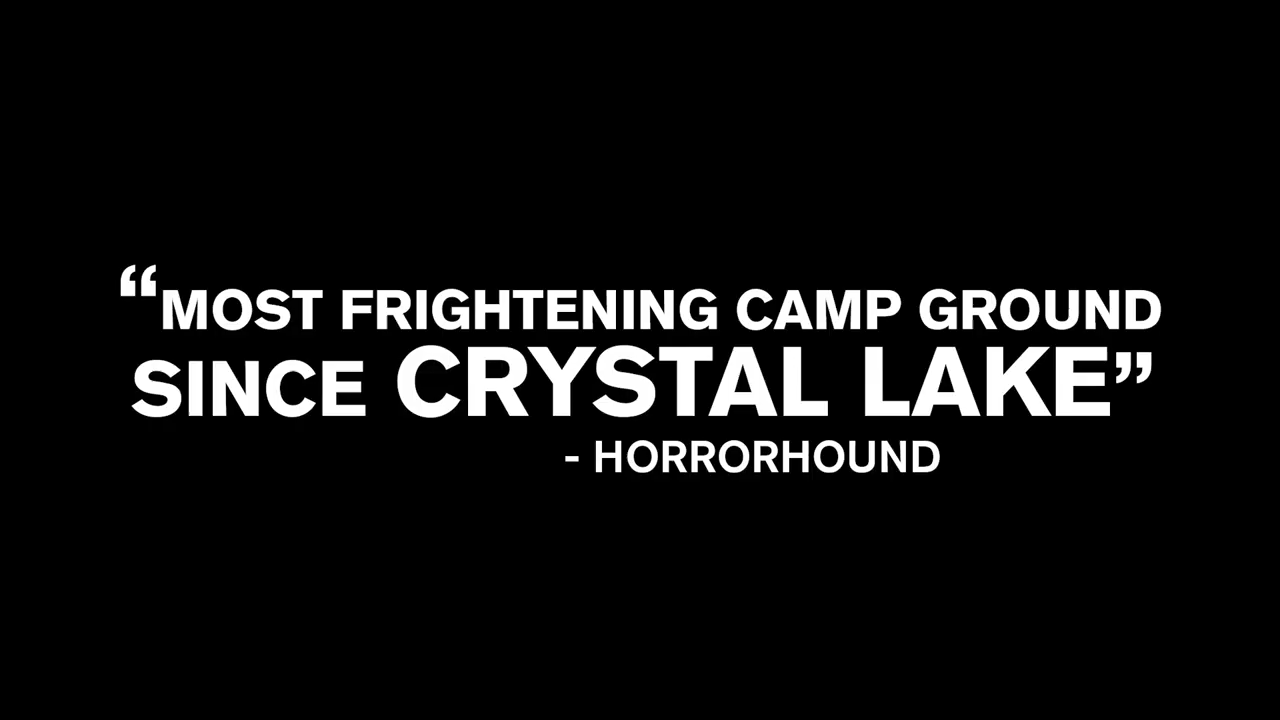 “MOST FRIGHTENING CAMP GROUND
SINCE CRYSTAL LAKE”
- HORRORHOUND